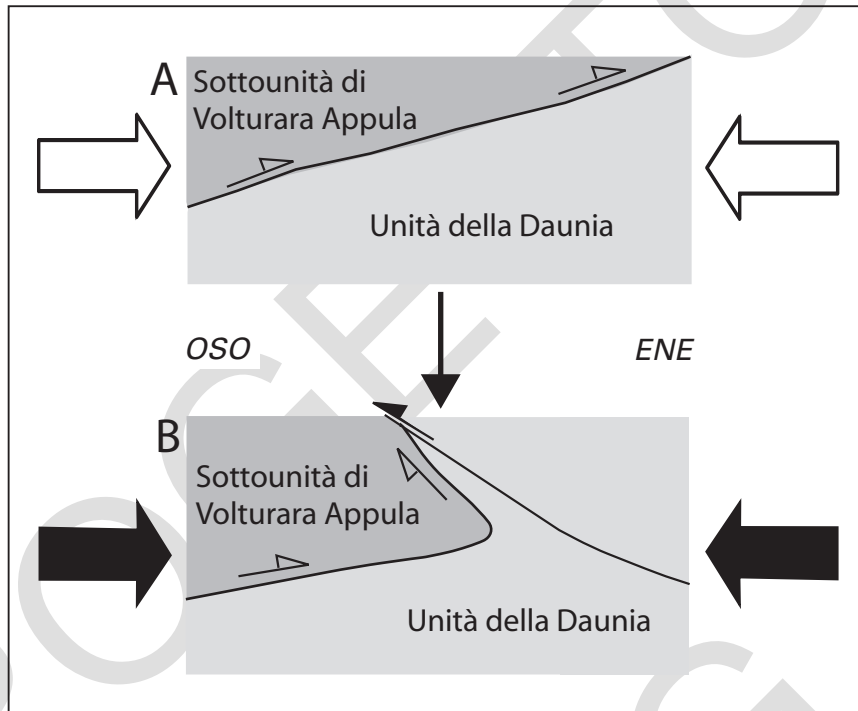 A
Sottounità di
Volturara Appula
Unità della Daunia
OSO
ENE
B
Sottounità di
Volturara Appula
Unità della Daunia